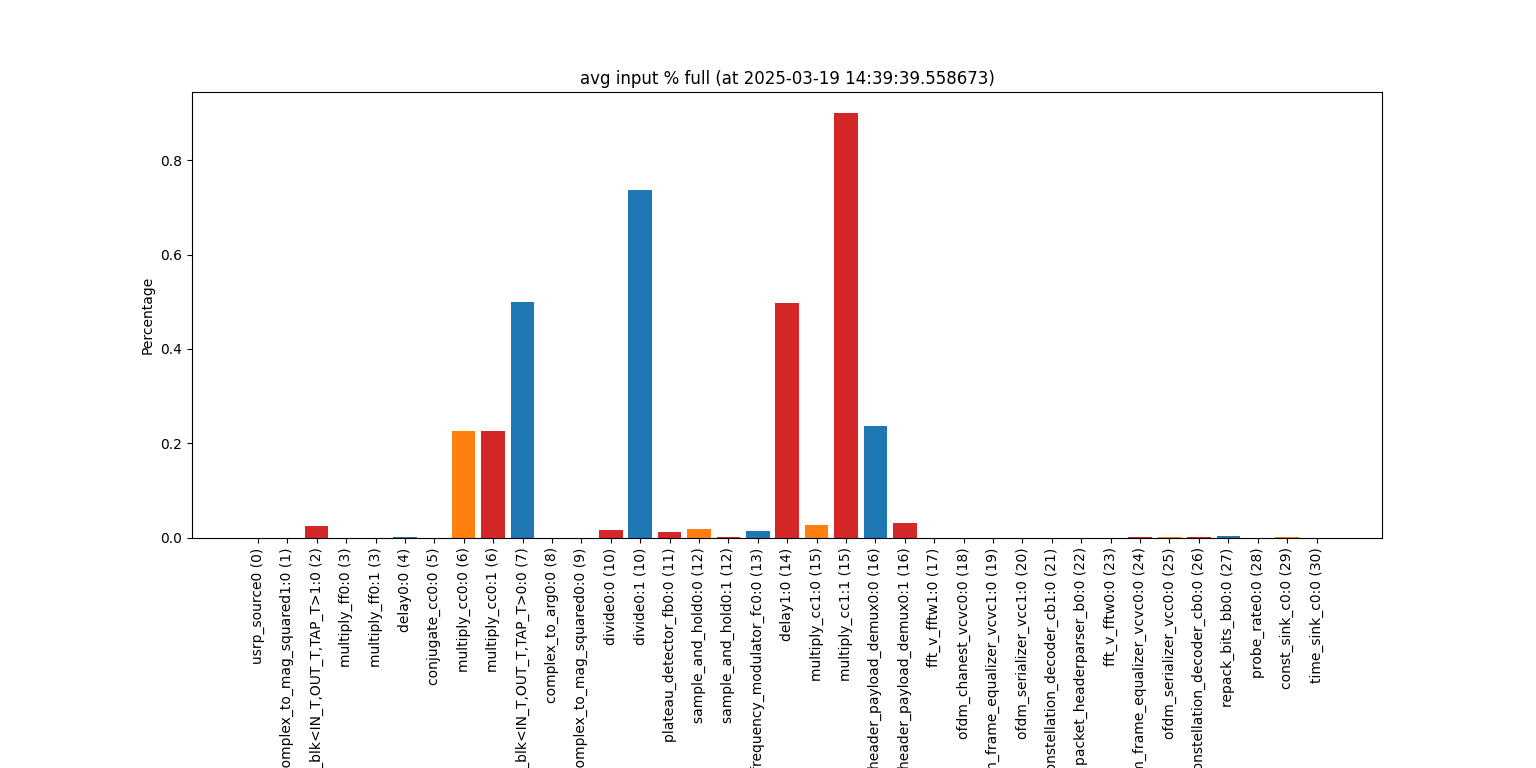 avg input % full (at 2025-03-19 14:39:39.558673)
Percentage
0.8
0.6
0.4
0.2
0.0
usrp_source0 (0)
omplex_to_mag_squared1:0 (1)
_blk<IN_T,OUT_T,TAP_T>1:0 (2)
multiply_ff0:0 (3)
multiply_ff0:1 (3)
delay0:0 (4)
conjugate_cc0:0 (5)
multiply_cc0:0 (6)
multiply_cc0:1 (6)
_blk<IN_T,OUT_T,TAP_T>0:0 (7)
complex_to_arg0:0 (8)
omplex_to_mag_squared0:0 (9)
divide0:0 (10)
divide0:1 (10)
plateau_detector_fb0:0 (11)
sample_and_hold0:0 (12)
sample_and_hold0:1 (12)
frequency_modulator_fc0:0 (13)
delay1:0 (14)
multiply_cc1:0 (15)
multiply_cc1:1 (15)
header_payload_demux0:0 (16)
header_payload_demux0:1 (16)
fft_v_fftw1:0 (17)
ofdm_chanest_vcvc0:0 (18)
n_frame_equalizer_vcvc1:0 (19)
ofdm_serializer_vcc1:0 (20)
onstellation_decoder_cb1:0 (21)
packet_headerparser_b0:0 (22)
fft_v_fftw0:0 (23)
n_frame_equalizer_vcvc0:0 (24)
ofdm_serializer_vcc0:0 (25)
onstellation_decoder_cb0:0 (26)
repack_bits_bb0:0 (27)
probe_rate0:0 (28)
const_sink_c0:0 (29)
time_sink_c0:0 (30)